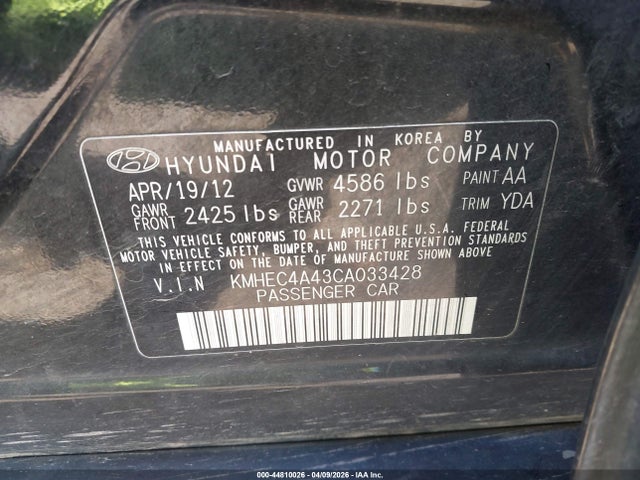 MANUFACTURED IN KOREA BY
HYUNDAI MOTOR COMPANY
APR/19/12 GVWR 4586 lbs PAINT AA
GAWR FRONT 2425 lbs GAWR REAR 2271 lbs TRIM YDA
THIS VEHICLE CONFORMS TO ALL APPLICABLE U.S.A. FEDERAL
MOTOR VEHICLE SAFETY, BUMPER, AND THEFT PREVENTION STANDARDS
IN EFFECT ON THE DATE OF MANUFACTURE SHOWN ABOVE.
V.I.N KMHEC4A43CA033428
PASSENGER CAR
000-44810026 - 04/09/2026 - IAA Inc.